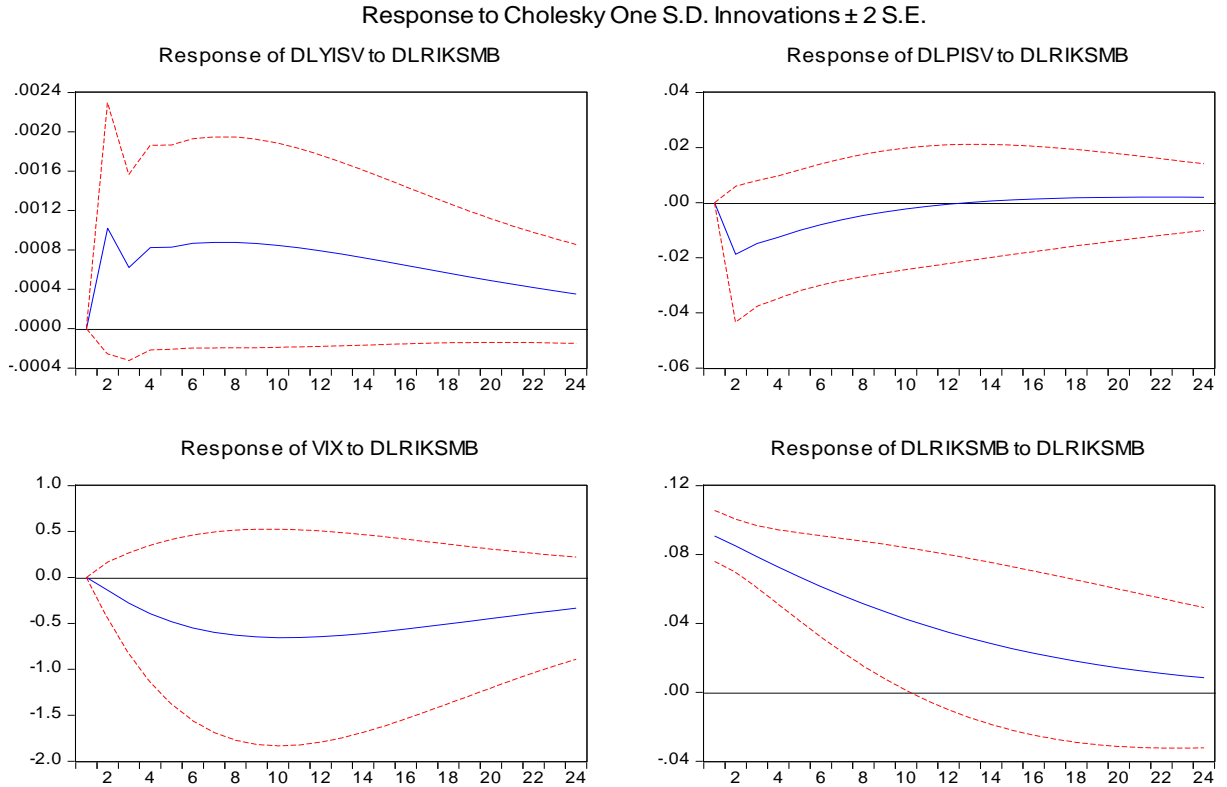 Response to Cholesky One S.D. Innovations ± 2 S.E.
Response of DLYISV to DLRIKSMB
.0024
.0020
.0016
.0012
.0008
.0004
.0000
-.0004
2 4 6 8 10 12 14 16 18 20 22 24
Response of DLPISV to DLRIKSMB
.04
.02
.00
-.02
-.04
-.06
2 4 6 8 10 12 14 16 18 20 22 24
Response of VIX to DLRIKSMB
1.0
0.5
0.0
-0.5
-1.0
-1.5
-2.0
2 4 6 8 10 12 14 16 18 20 22 24
Response of DLRIKSMB to DLRIKSMB
.12
.08
.04
.00
-.04
2 4 6 8 10 12 14 16 18 20 22 24